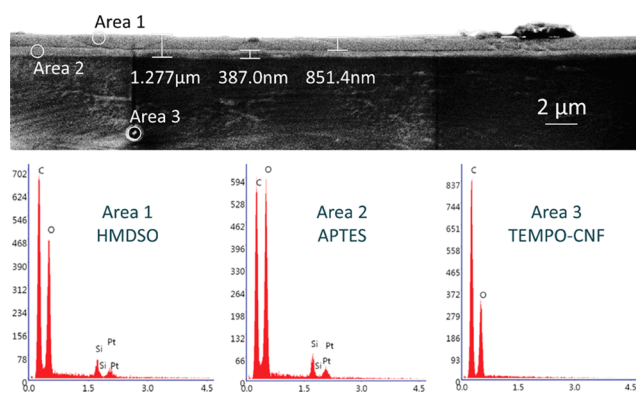 Area 1
Area 2
1.277µm 387.0nm 851.4nm
Area 3
2 µm
702
624
546
468
390
312
234
156
78
0.0 1.5 3.0 4.5
C
O
Si
Si
Pt
Pt
Area 1
HMDSO
594
528
462
396
330
264
198
132
66
0.0 1.5 3.0 4.5
C
O
Si
Si
Pt
Pt
Area 2
APTES
837
744
651
558
465
372
279
186
93
0.0 1.5 3.0 4.5
C
O
Area 3
TEMPO-CNF